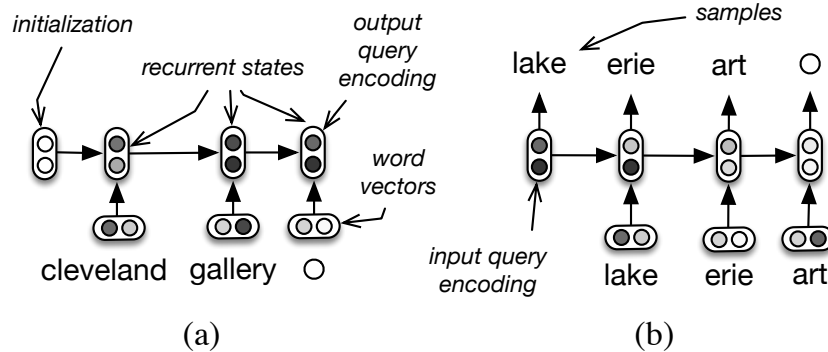 initialization
recurrent states
output
query
encoding
word
vectors
cleveland gallery
(a)
samples
lake erie art
input query
encoding
lake erie art
(b)